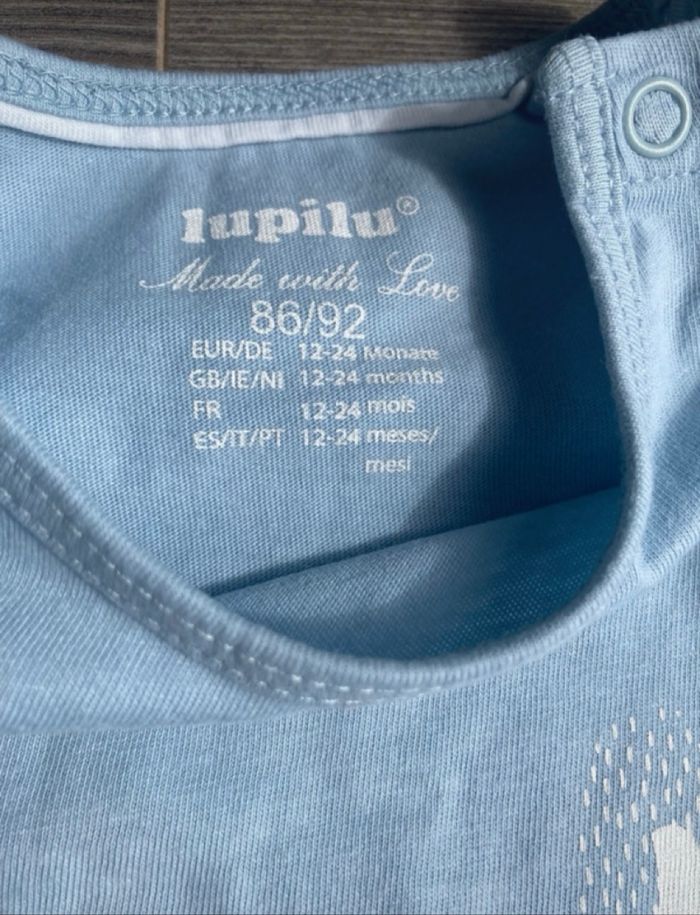 lupilu®
Made with Love
86/92
EUR/DE 12-24 Monate
GB/IE/NI 12-24 months
FR 12-24 mois
ES/IT/PT 12-24 meses/
mesi